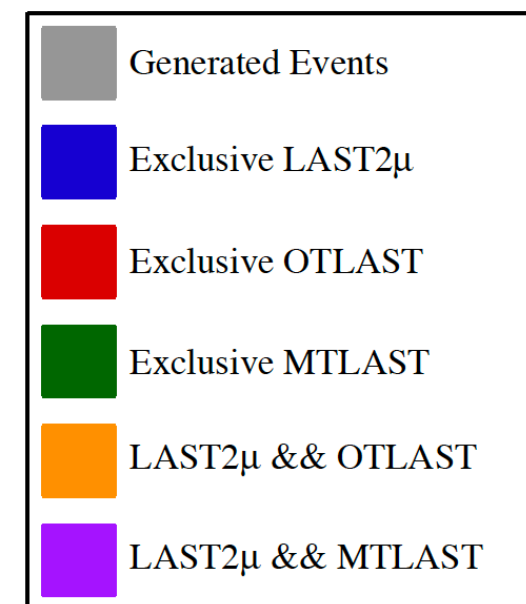 Generated Events
Exclusive LAST2μ
Exclusive OTLAST
Exclusive MTLAST
LAST2μ && OTLAST
LAST2μ && MTLAST